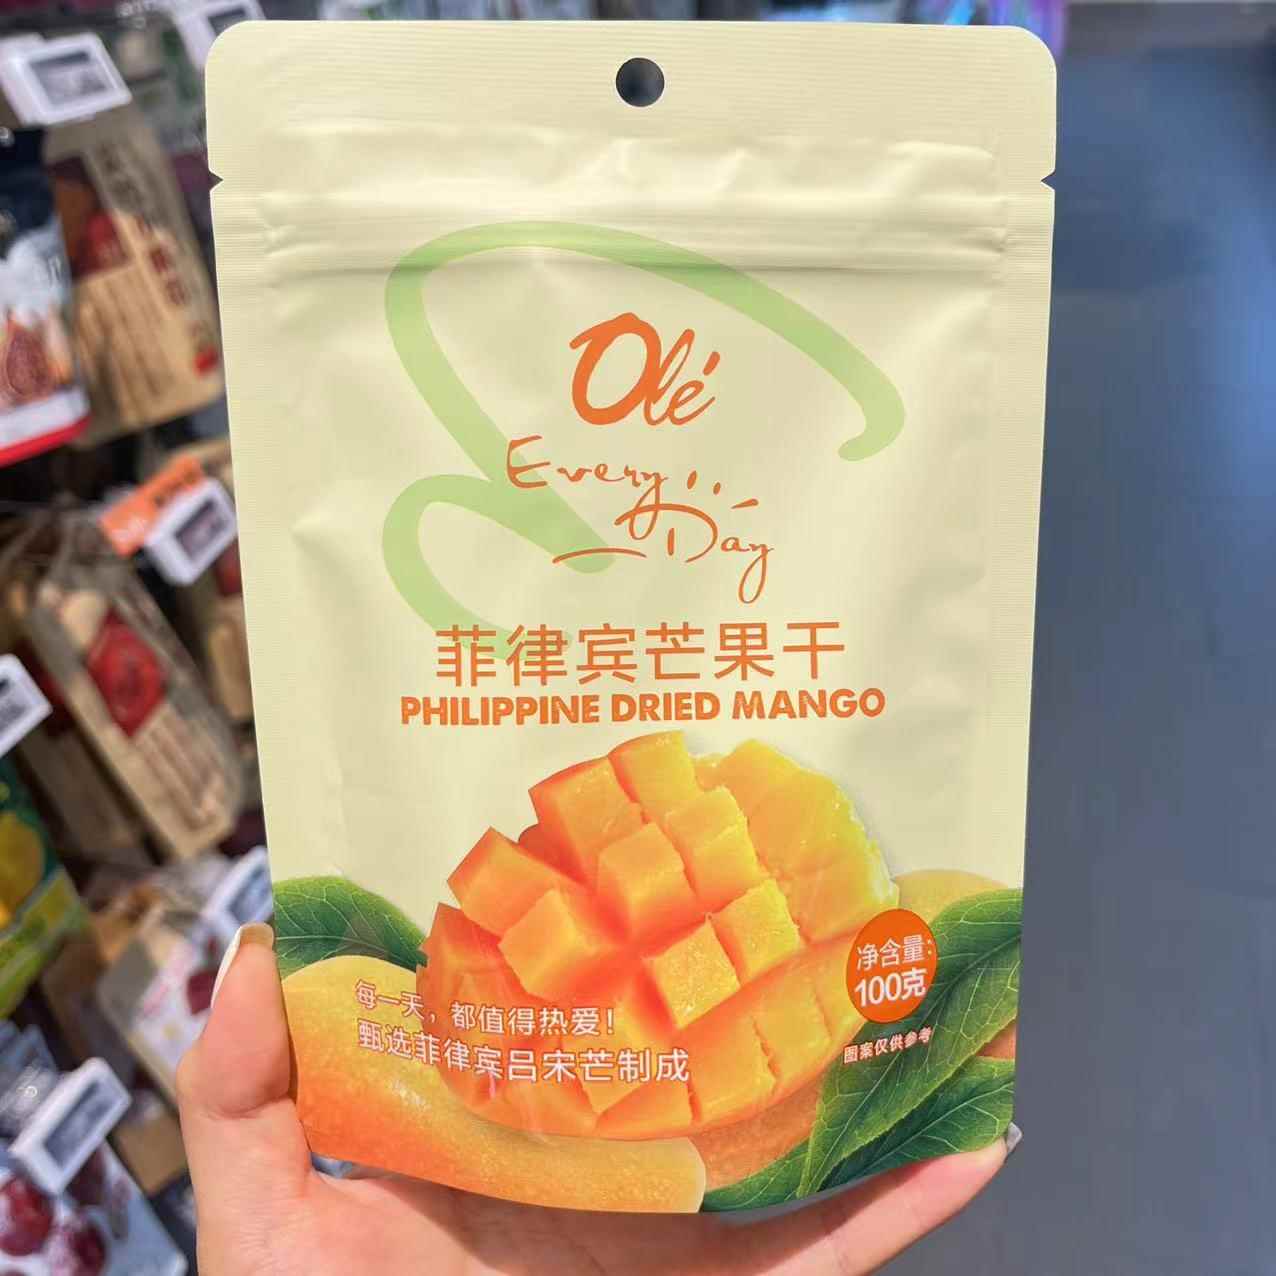 Olé
Every
Day
菲律宾芒果干
PHILIPPINE DRIED MANGO
净含量:
100克
图案仅供参考
每一天，都值得热爱！
甄选菲律宾吕宋芒制成